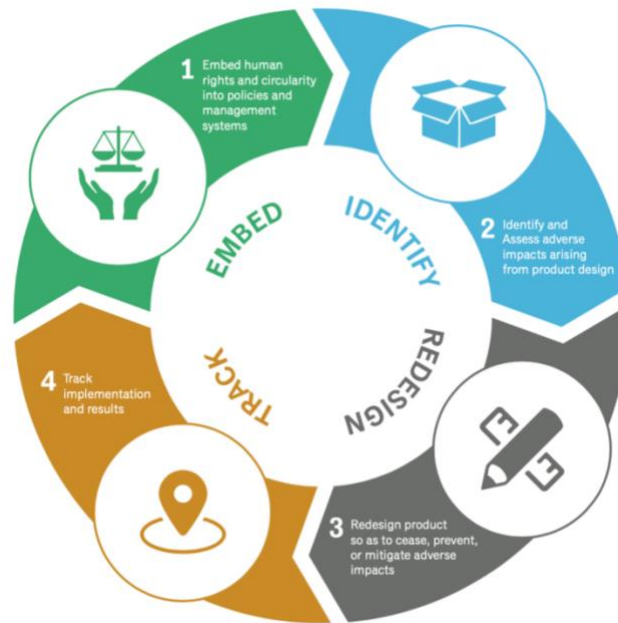 1 Embed human
rights and circularity
into policies and
management
systems
EMBED
IDENTIFY
2 Identify and
Assess adverse
impacts arising
from product design
REDESIGN
3 Redesign product
so as to cease, prevent,
or mitigate adverse
impacts
TRACK
4 Track
implementation
and results